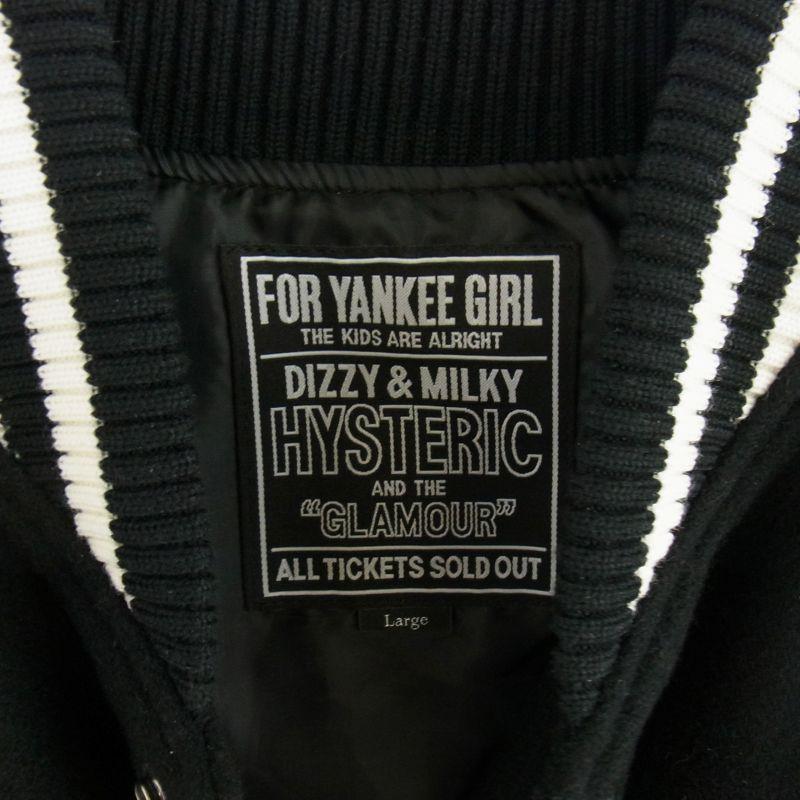 FOR YANKEE GIRL
THE KIDS ARE ALRIGHT
DIZZY & MILKY
HYSTERIC
AND THE
“GLAMOUR”
ALL TICKETS SOLD OUT
Large